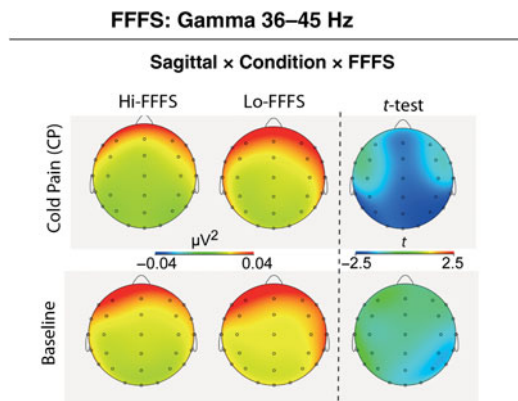 FFFS: Gamma 36–45 Hz
Sagittal × Condition × FFFS
Hi-FFFS Lo-FFFS t-test
Cold Pain (CP)
µV² t
−0.04 0.04 −2.5 2.5
Baseline